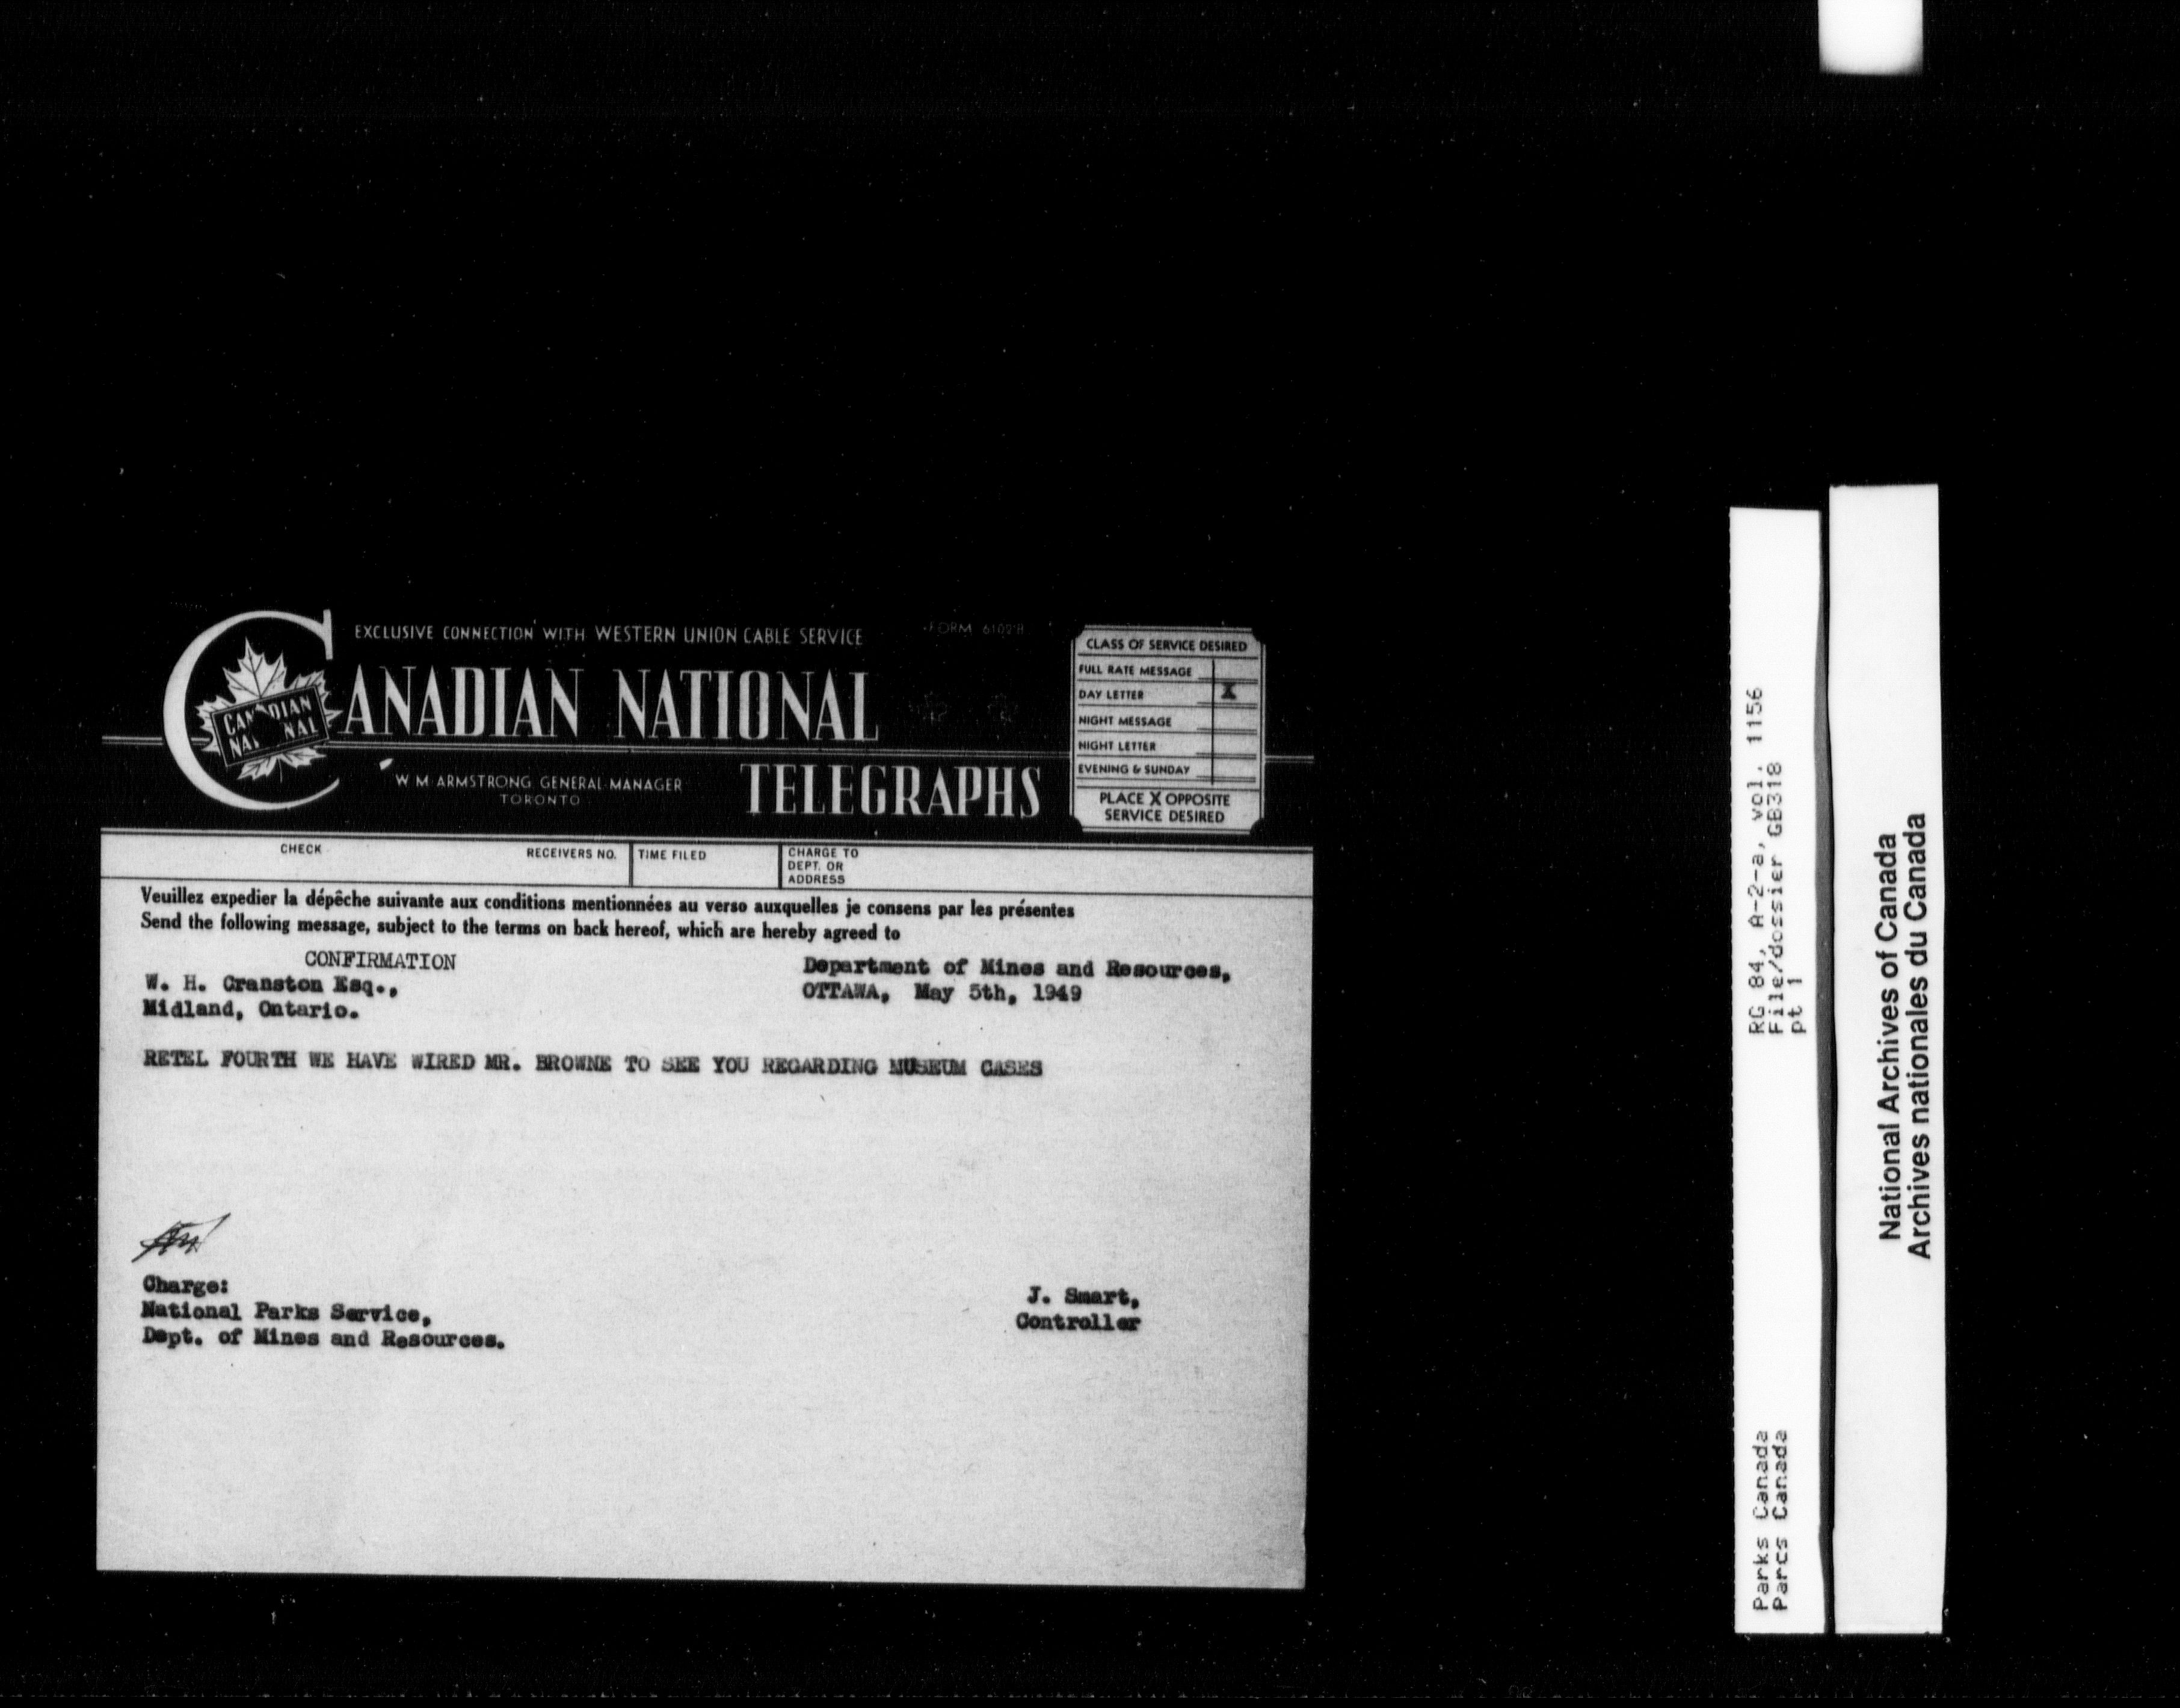 EXCLUSIVE CONNECTION WITH WESTERN UNION CABLE SERVICE
CANADIAN NATIONAL
TELEGRAPHS
W M ARMSTRONG GENERAL MANAGER
TORONTO
CLASS OF SERVICE DESIRED
FULL RATE MESSAGE
DAY LETTER X
NIGHT MESSAGE
NIGHT LETTER
EVENING & SUNDAY
PLACE X OPPOSITE
SERVICE DESIRED
CHECK
RECEIVERS NO.
TIME FILED
CHARGE TO
DEPT. OR
ADDRESS
Veuillez expedier la dépêche suivante aux conditions mentionnées au verso auxquelles je consens par les présentes
Send the following message, subject to the terms on back hereof, which are hereby agreed to
CONFIRMATION
W. H. Cranston Esq.,
Midland, Ontario.
Department of Mines and Resources,
OTTAWA, May 5th, 1949
RETEL FOURTH WE HAVE WIRED MR. BROWNE TO SEE YOU REGARDING MUSEUM CASES
Charge:
National Parks Service,
Dept. of Mines and Resources.
J. Smart,
Controller
Parks Canada
Parcs Canada
RG 84, A-2-a, vol. 1156
File/dossier GB318
pt 1
National Archives of Canada
Archives nationales du Canada